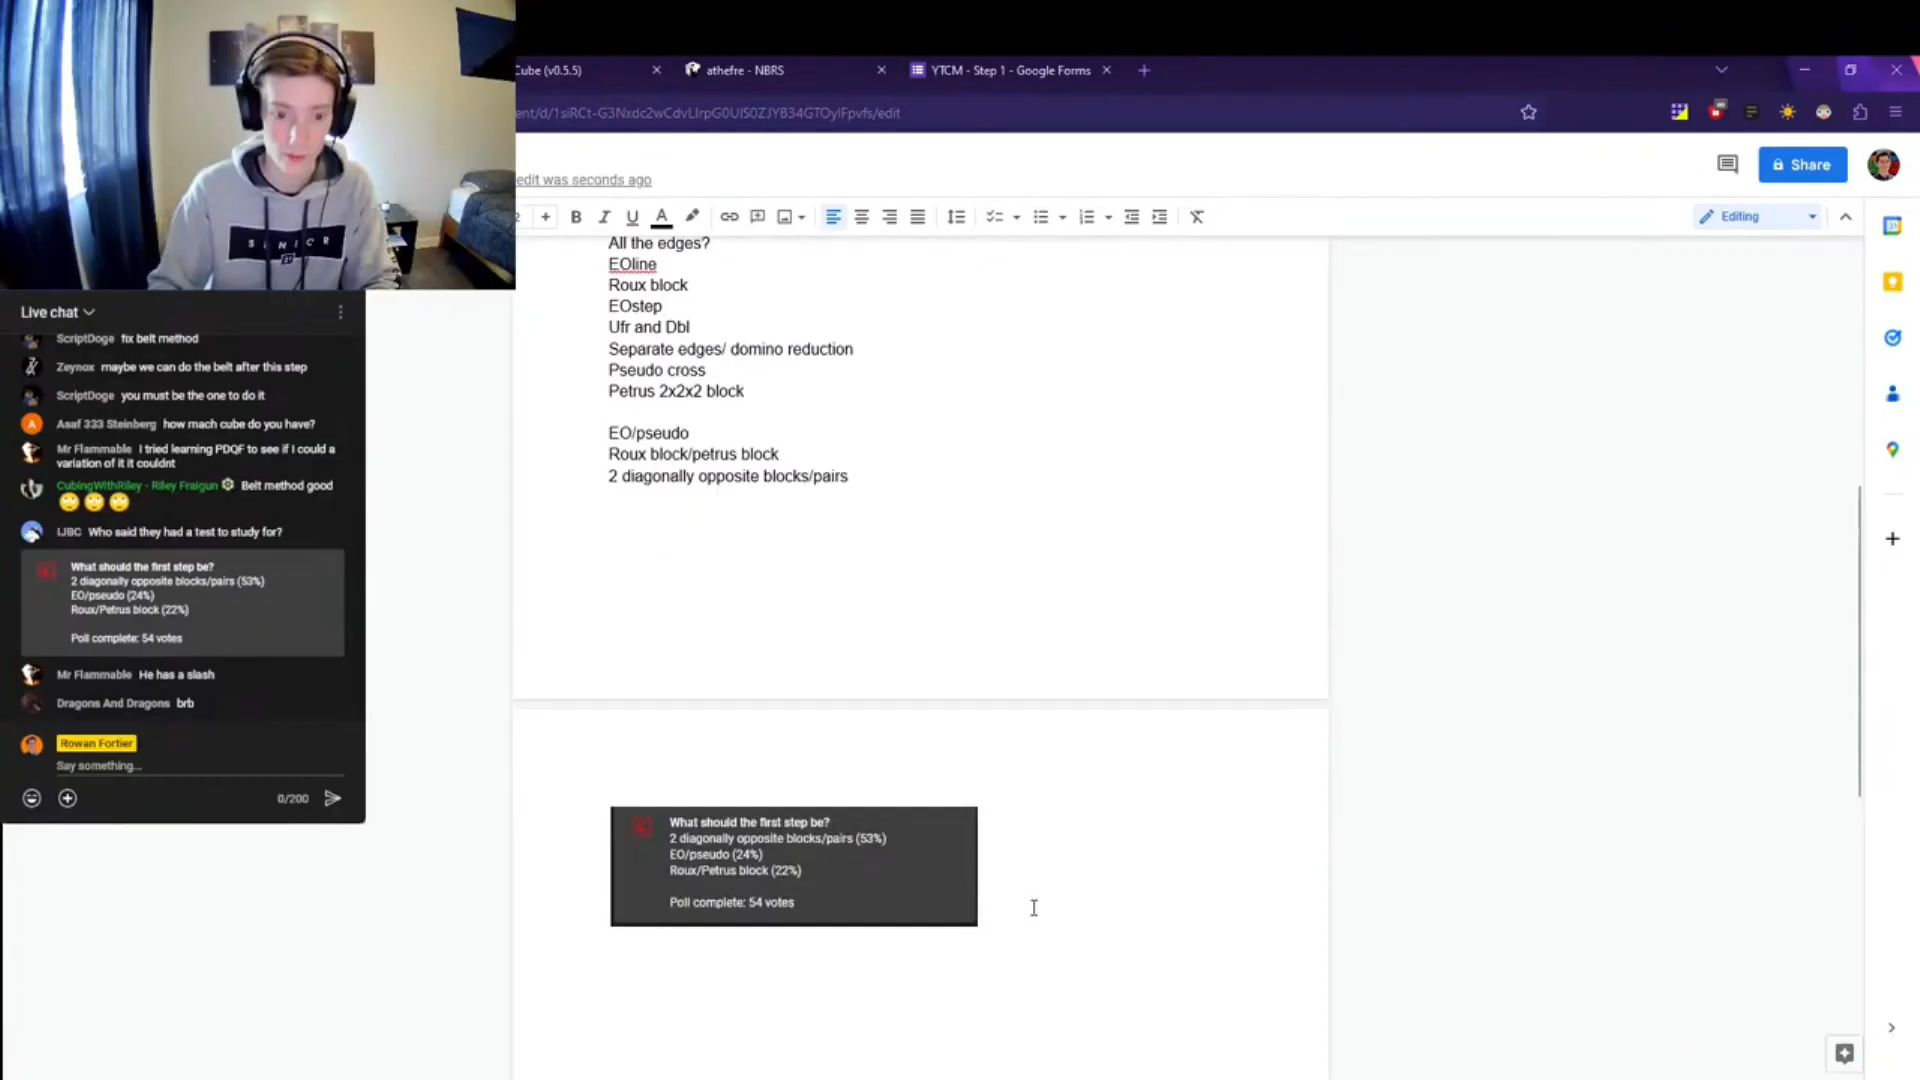 Cube (v0.5.5)
athefre - NBRS
YTCM - Step 1 - Google Forms
ent/d/1siRCt-G3Nxdc2wCdvLlrpG0UlS0ZJYB34GTOylFpvfs/edit
edit was seconds ago
Share
Editing
SENIOR
All the edges?
EOline
Roux block
EOstep
Ufr and Dbl
Separate edges/ domino reduction
Pseudo cross
Petrus 2x2x2 block
EO/pseudo
Roux block/petrus block
2 diagonally opposite blocks/pairs
Live chat
ScriptDoge fix belt method
Zeynox maybe we can do the belt after this step
ScriptDoge you must be the one to do it
Asaf 333 Steinberg how mach cube do you have?
Mr Flammable I tried learning PDQF to see if I could a
variation of it it couldnt
CubingWithRiley - Riley Fraigun Belt method good
IJBC Who said they had a test to study for?
What should the first step be?
2 diagonally opposite blocks/pairs (53%)
EO/pseudo (24%)
Roux/Petrus block (22%)
Poll complete: 54 votes
Mr Flammable He has a slash
Dragons And Dragons brb
Rowan Fortier
Say something...
0/200
What should the first step be?
2 diagonally opposite blocks/pairs (53%)
EO/pseudo (24%)
Roux/Petrus block (22%)
Poll complete: 54 votes